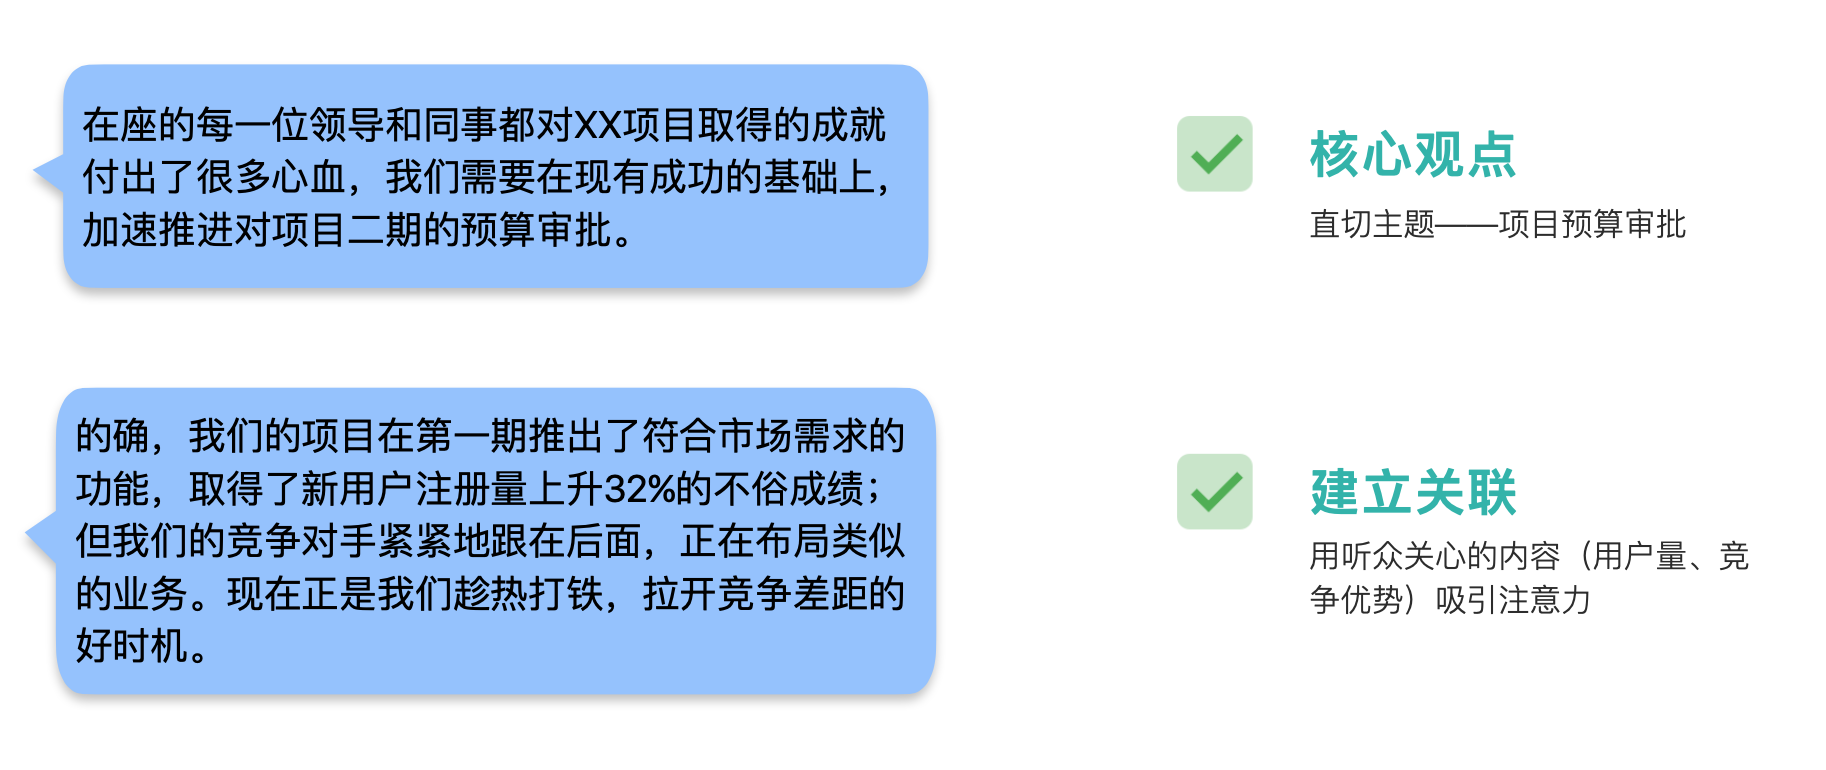 在座的每一位领导和同事都对XX项目取得的成就
付出了很多心血，我们需要在现有成功的基础上，
加速推进对项目二期的预算审批。
核心观点
直切主题——项目预算审批
的确，我们的项目在第一期推出了符合市场需求的
功能，取得了新用户注册量上升32%的不俗成绩；
但我们的竞争对手紧紧地跟在后面，正在布局类似
的业务。现在正是我们趁热打铁，拉开竞争差距的
好时机。
建立关联
用听众关心的内容（用户量、竞
争优势）吸引注意力